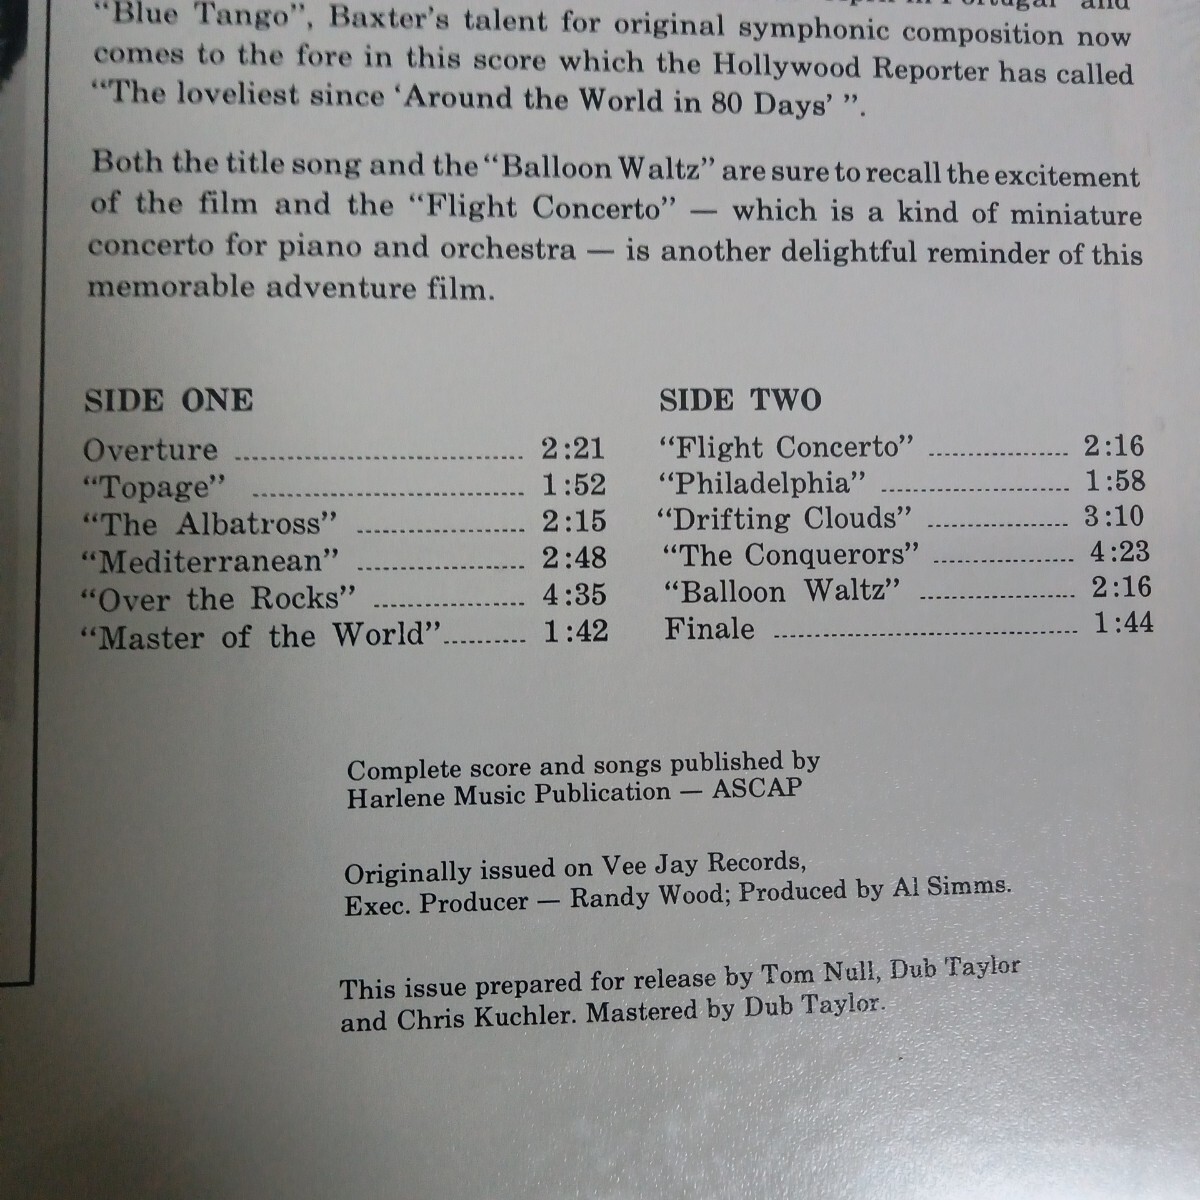 in Portugal and
“Blue Tango”, Baxter’s talent for original symphonic composition now
comes to the fore in this score which the Hollywood Reporter has called
“The loveliest since ‘Around the World in 80 Days’ ”.
Both the title song and the “Balloon Waltz” are sure to recall the excitement
of the film and the “Flight Concerto” — which is a kind of miniature
concerto for piano and orchestra — is another delightful reminder of this
memorable adventure film.
SIDE ONE
Overture ............................. 2:21
“Topage” ............................ 1:52
“The Albatross” ................. 2:15
“Mediterranean” ................. 2:48
“Over the Rocks” ................ 4:35
“Master of the World”.......... 1:42
SIDE TWO
“Flight Concerto” ................. 2:16
“Philadelphia” ....................... 1:58
“Drifting Clouds” ................. 3:10
“The Conquerors” ................. 4:23
“Balloon Waltz” ................... 2:16
Finale ..................................... 1:44
Complete score and songs published by
Harlene Music Publication — ASCAP
Originally issued on Vee Jay Records,
Exec. Producer — Randy Wood; Produced by Al Simms.
This issue prepared for release by Tom Null, Dub Taylor
and Chris Kuchler. Mastered by Dub Taylor.